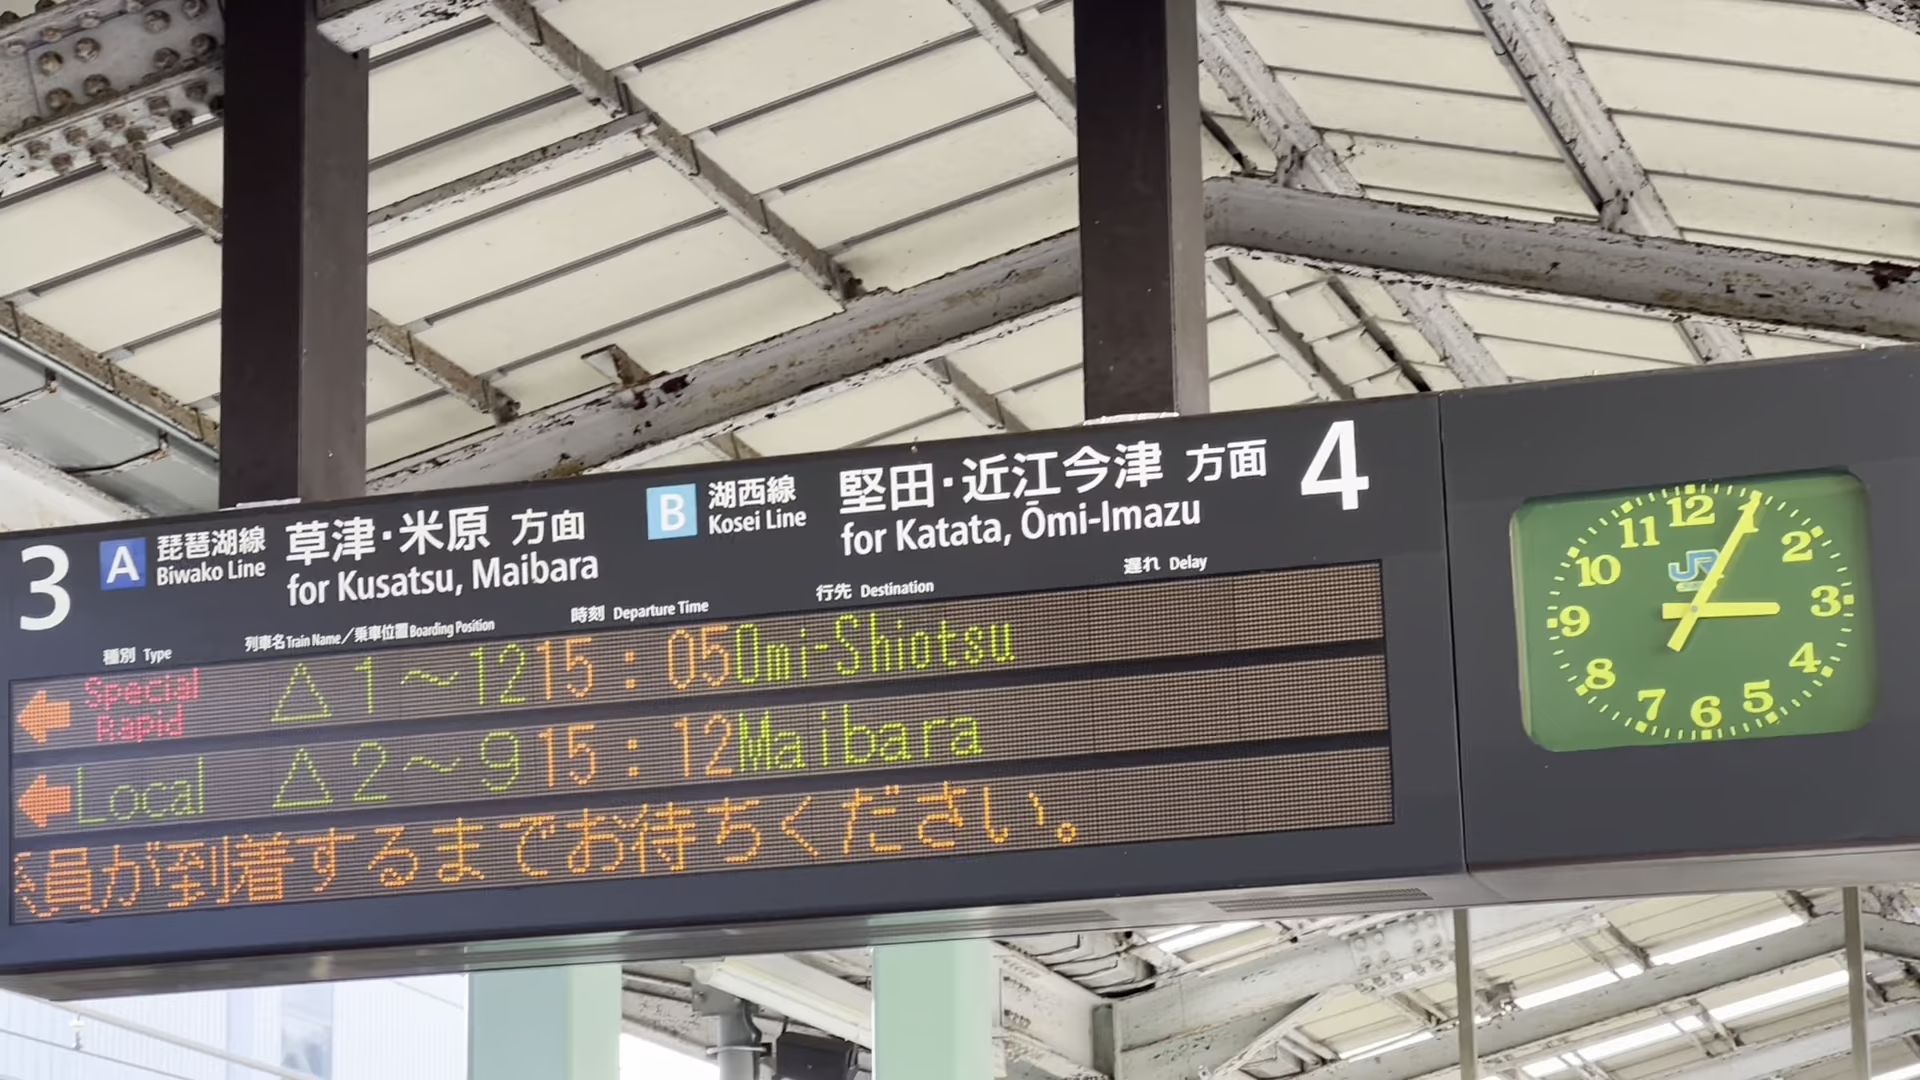 3
A 琵琶湖線 草津・米原 方面
Biwako Line for Kusatsu, Maibara
B 湖西線 堅田・近江今津 方面
Kosei Line for Katata, Ōmi-Imazu
4
種別 Type 列車名 Train Name／乗車位置 Boarding Position 時刻 Departure Time 行先 Destination 遅れ Delay
← Special Rapid △1～12 15:05 Omi-Shiotsu
← Local △2～9 15:12 Maibara
員が到着するまでお待ちください。
JR
12
2
3
4
5
6
7
8
9
10
11